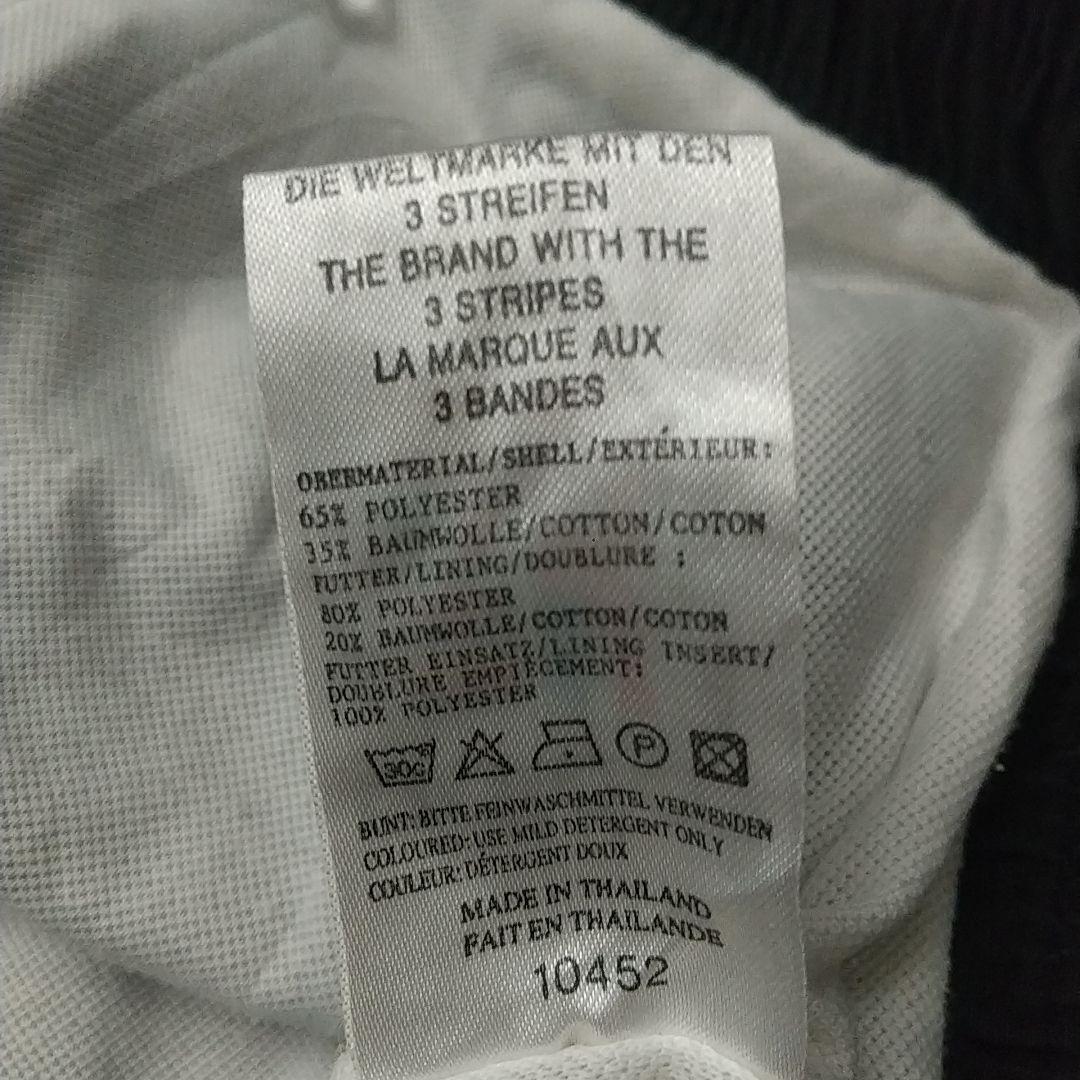 DIE WELTMARKE MIT DEN
3 STREIFEN
THE BRAND WITH THE
3 STRIPES
LA MARQUE AUX
3 BANDES
OBERMATERIAL/SHELL/EXTÉRIEUR:
65% POLYESTER
35% BAUMWOLLE/COTTON/COTON
FUTTER/LINING/DOUBLURE :
80% POLYESTER
20% BAUMWOLLE/COTTON/COTON
FUTTER EINSATZ/LINING INSERT/
DOUBLURE EMPIÈCEMENT:
100% POLYESTER
30C P
BUNT: BITTE FEINWASCHMITTEL VERWENDEN
COLOURED: USE MILD DETERGENT ONLY
COULEUR: DÉTERGENT DOUX
MADE IN THAILAND
FAIT EN THAILANDE
10452